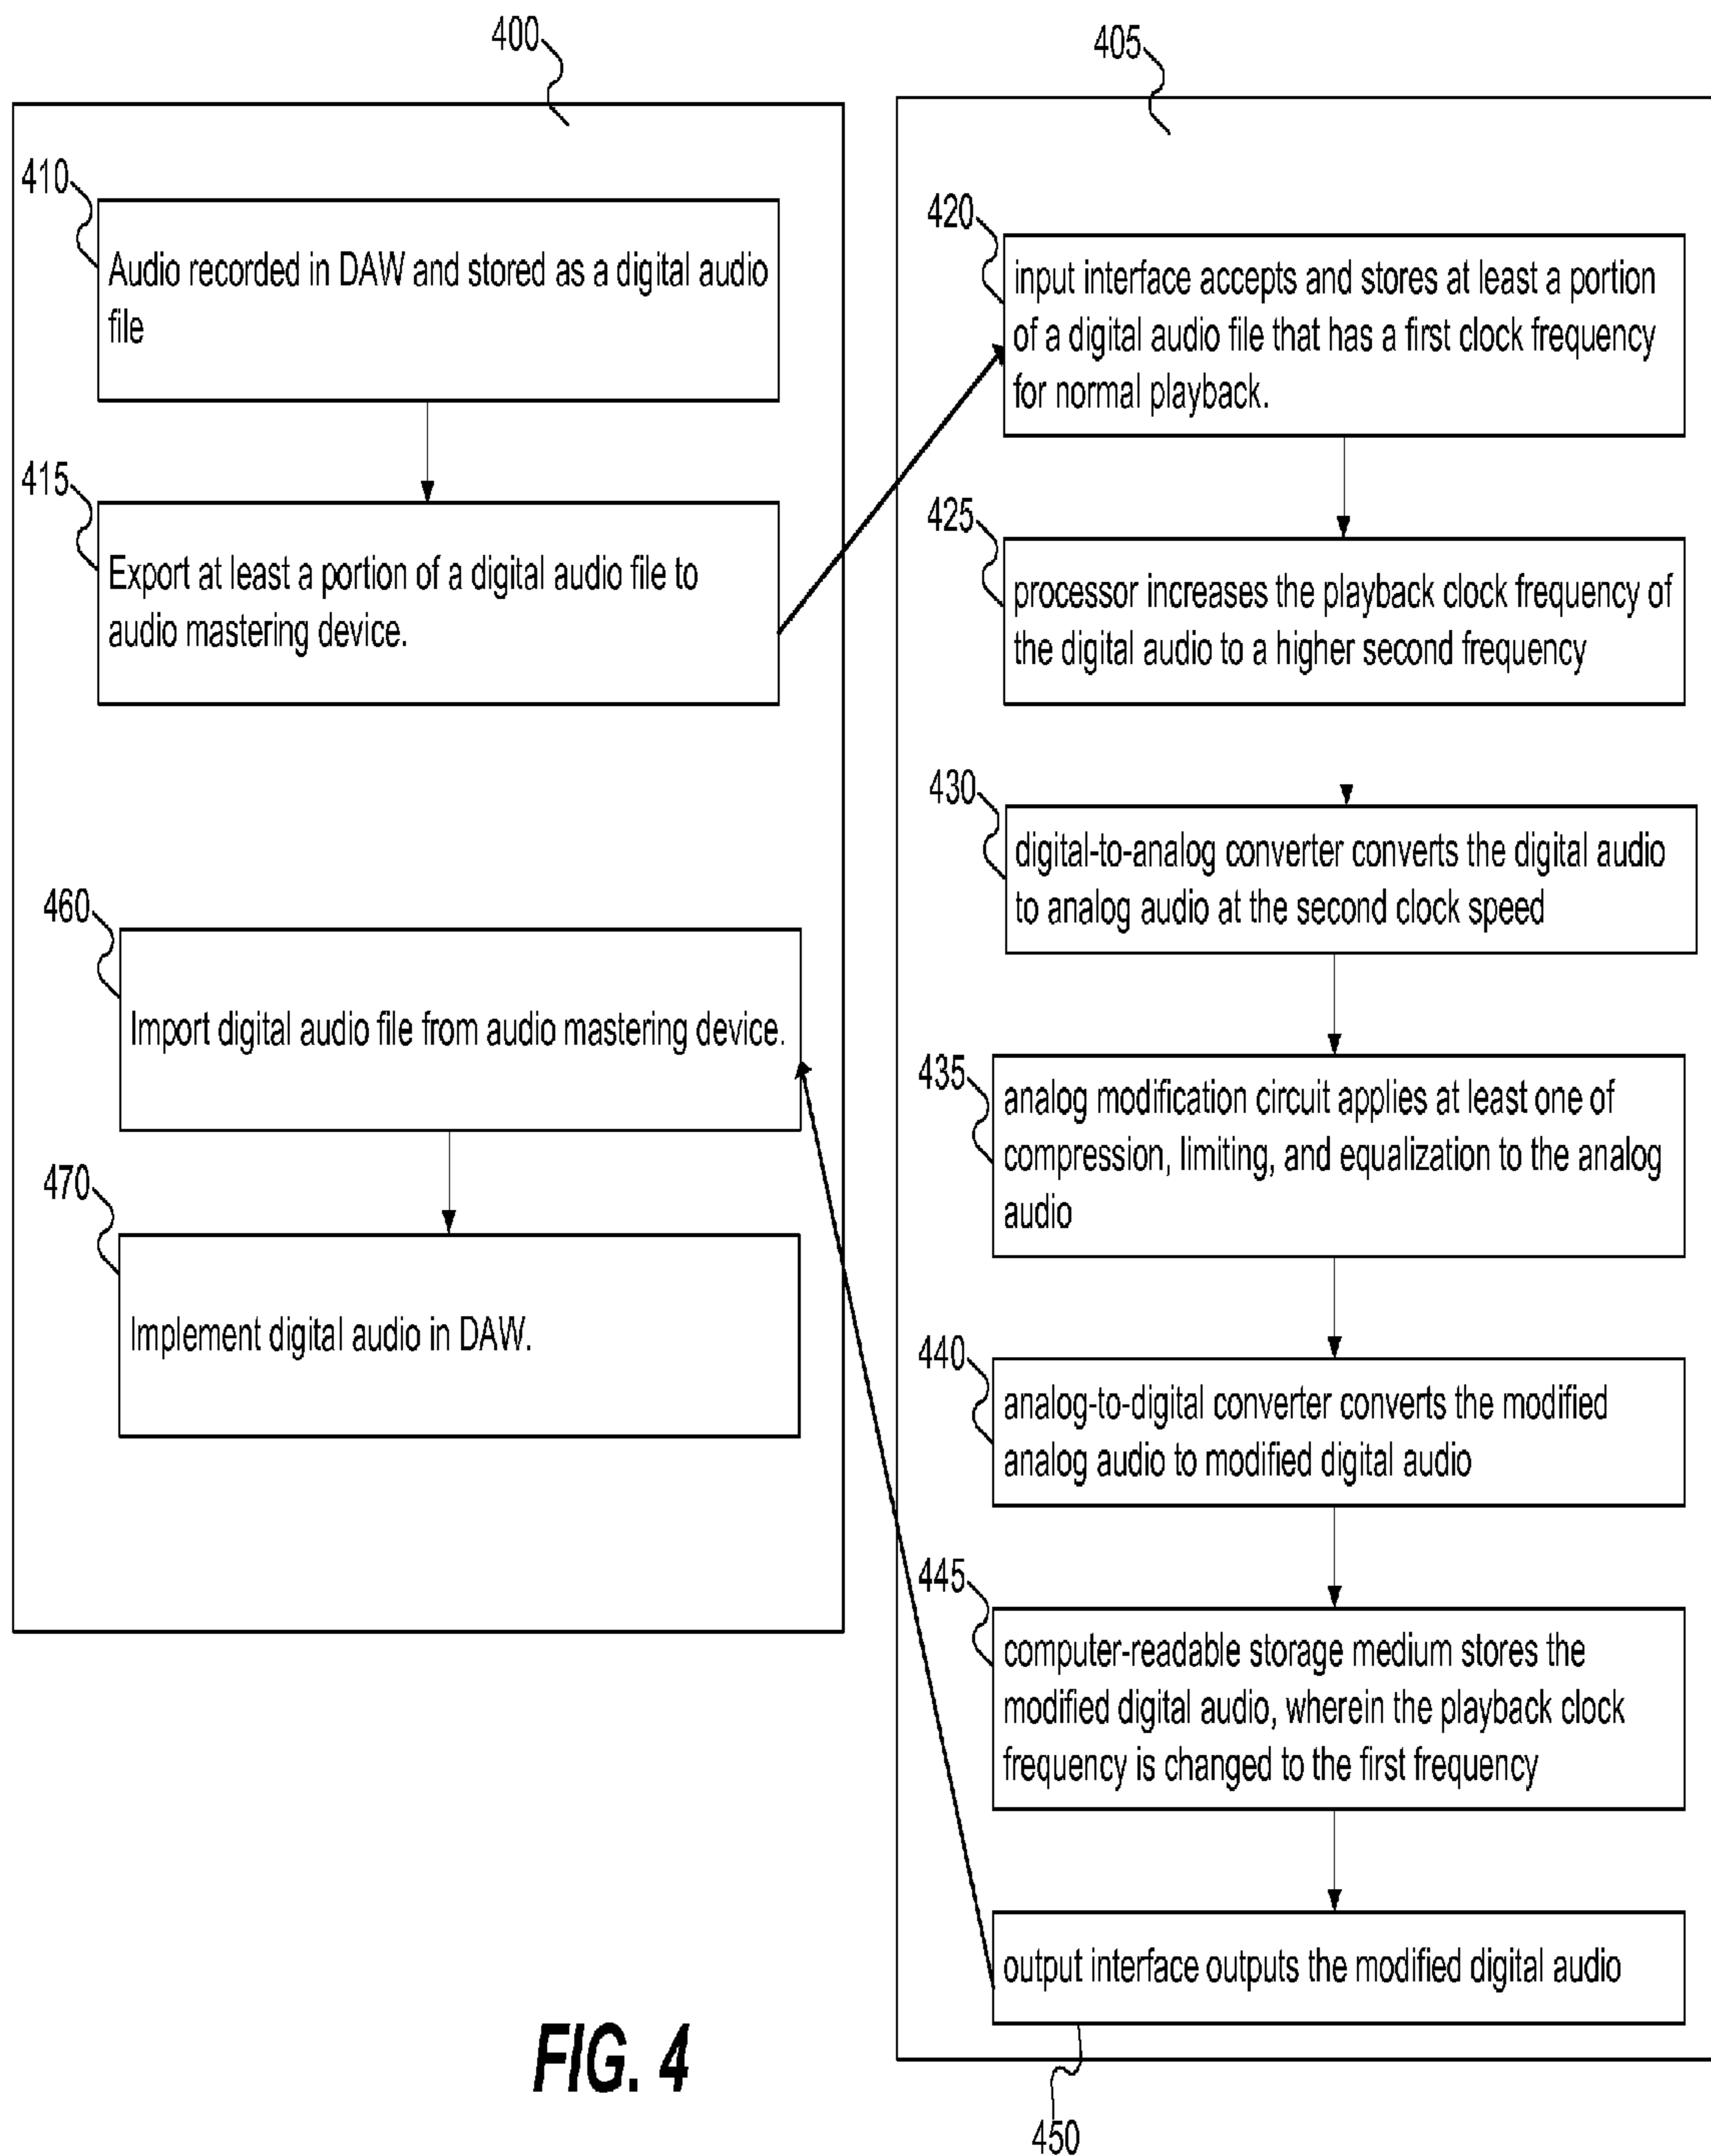 400
410
Audio recorded in DAW and stored as a digital audio
file
415
Export at least a portion of a digital audio file to
audio mastering device.
460
Import digital audio file from audio mastering device.
470
Implement digital audio in DAW.
405
420
input interface accepts and stores at least a portion
of a digital audio file that has a first clock frequency
for normal playback.
425
processor increases the playback clock frequency of
the digital audio to a higher second frequency
430
digital-to-analog converter converts the digital audio
to analog audio at the second clock speed
435
analog modification circuit applies at least one of
compression, limiting, and equalization to the analog
audio
440
analog-to-digital converter converts the modified
analog audio to modified digital audio
445
computer-readable storage medium stores the
modified digital audio, wherein the playback clock
frequency is changed to the first frequency
output interface outputs the modified digital audio
450
FIG. 4